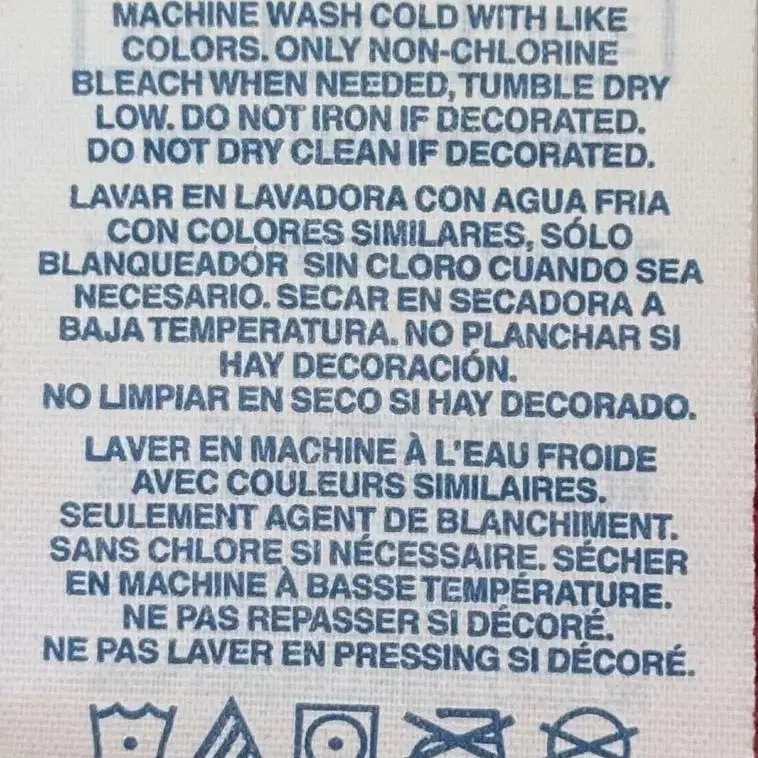 MACHINE WASH COLD WITH LIKE
COLORS. ONLY NON-CHLORINE
BLEACH WHEN NEEDED, TUMBLE DRY
LOW. DO NOT IRON IF DECORATED.
DO NOT DRY CLEAN IF DECORATED.
LAVAR EN LAVADORA CON AGUA FRIA
CON COLORES SIMILARES, SÓLO
BLANQUEADOR SIN CLORO CUANDO SEA
NECESARIO. SECAR EN SECADORA A
BAJA TEMPERATURA. NO PLANCHAR SI
HAY DECORACIÓN.
NO LIMPIAR EN SECO SI HAY DECORADO.
LAVER EN MACHINE À L'EAU FROIDE
AVEC COULEURS SIMILAIRES.
SEULEMENT AGENT DE BLANCHIMENT.
SANS CHLORE SI NÉCESSAIRE. SÉCHER
EN MACHINE À BASSE TEMPÉRATURE.
NE PAS REPASSER SI DÉCORÉ.
NE PAS LAVER EN PRESSING SI DÉCORÉ.